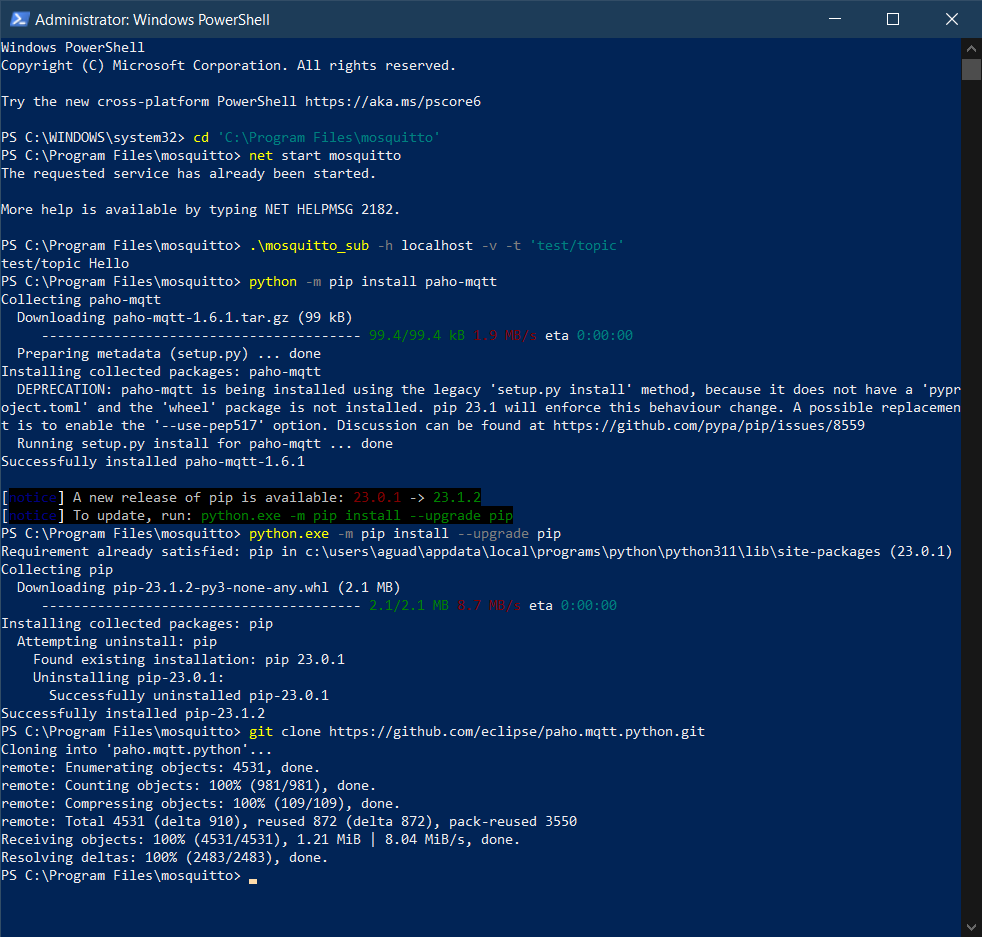 Administrator: Windows PowerShell
Windows PowerShell
Copyright (C) Microsoft Corporation. All rights reserved.
Try the new cross-platform PowerShell https://aka.ms/pscore6
PS C:\WINDOWS\system32> cd 'C:\Program Files\mosquitto'
PS C:\Program Files\mosquitto> net start mosquitto
The requested service has already been started.
More help is available by typing NET HELPMSG 2182.
PS C:\Program Files\mosquitto> .\mosquitto_sub -h localhost -v -t 'test/topic'
test/topic Hello
PS C:\Program Files\mosquitto> python -m pip install paho-mqtt
Collecting paho-mqtt
  Downloading paho-mqtt-1.6.1.tar.gz (99 kB)
     ---------------------------------------- 99.4/99.4 kB 1.9 MB/s eta 0:00:00
  Preparing metadata (setup.py) ... done
Installing collected packages: paho-mqtt
  DEPRECATION: paho-mqtt is being installed using the legacy 'setup.py install' method, because it does not have a 'pypr
oject.toml' and the 'wheel' package is not installed. pip 23.1 will enforce this behaviour change. A possible replacemen
t is to enable the '--use-pep517' option. Discussion can be found at https://github.com/pypa/pip/issues/8559
  Running setup.py install for paho-mqtt ... done
Successfully installed paho-mqtt-1.6.1
[notice] A new release of pip is available: 23.0.1 -> 23.1.2
[notice] To update, run: python.exe -m pip install --upgrade pip
PS C:\Program Files\mosquitto> python.exe -m pip install --upgrade pip
Requirement already satisfied: pip in c:\users\aguad\appdata\local\programs\python\python311\lib\site-packages (23.0.1)
Collecting pip
  Downloading pip-23.1.2-py3-none-any.whl (2.1 MB)
     ---------------------------------------- 2.1/2.1 MB 8.7 MB/s eta 0:00:00
Installing collected packages: pip
  Attempting uninstall: pip
    Found existing installation: pip 23.0.1
    Uninstalling pip-23.0.1:
      Successfully uninstalled pip-23.0.1
Successfully installed pip-23.1.2
PS C:\Program Files\mosquitto> git clone https://github.com/eclipse/paho.mqtt.python.git
Cloning into 'paho.mqtt.python'...
remote: Enumerating objects: 4531, done.
remote: Counting objects: 100% (981/981), done.
remote: Compressing objects: 100% (109/109), done.
remote: Total 4531 (delta 910), reused 872 (delta 872), pack-reused 3550
Receiving objects: 100% (4531/4531), 1.21 MiB | 8.04 MiB/s, done.
Resolving deltas: 100% (2483/2483), done.
PS C:\Program Files\mosquitto>